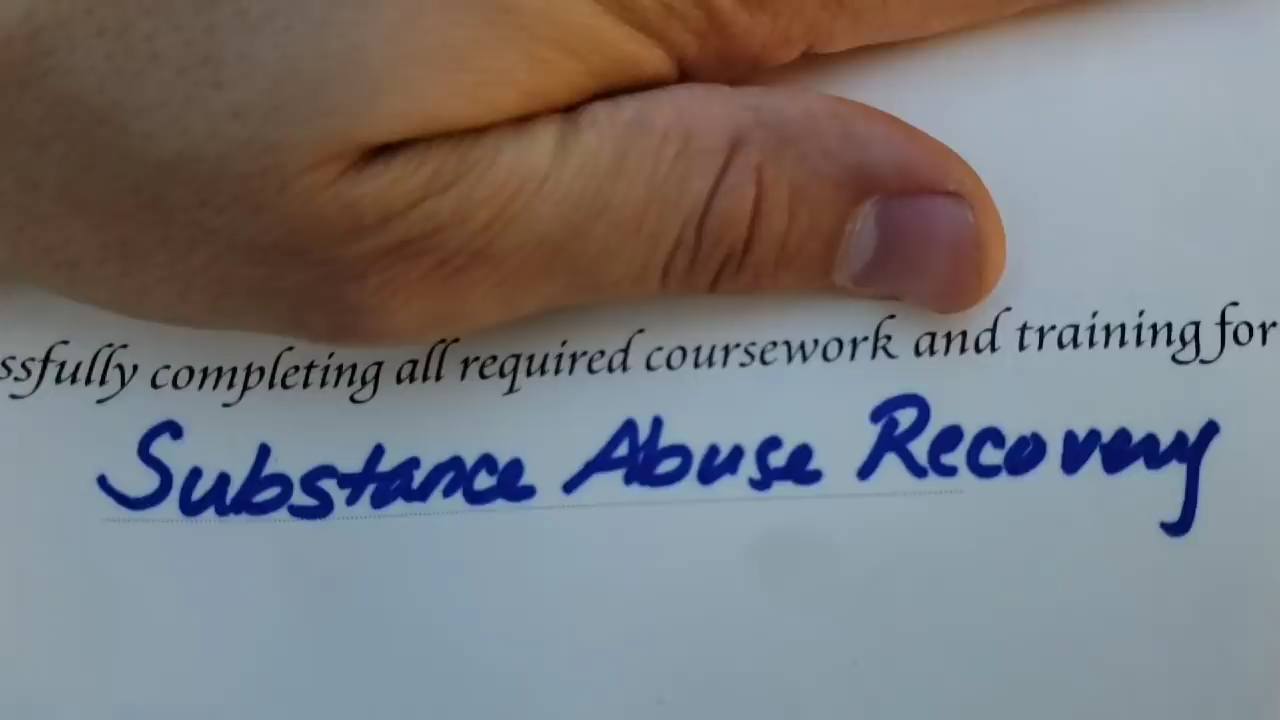 ssfully completing all required coursework and training for
Substance Abuse Recovery